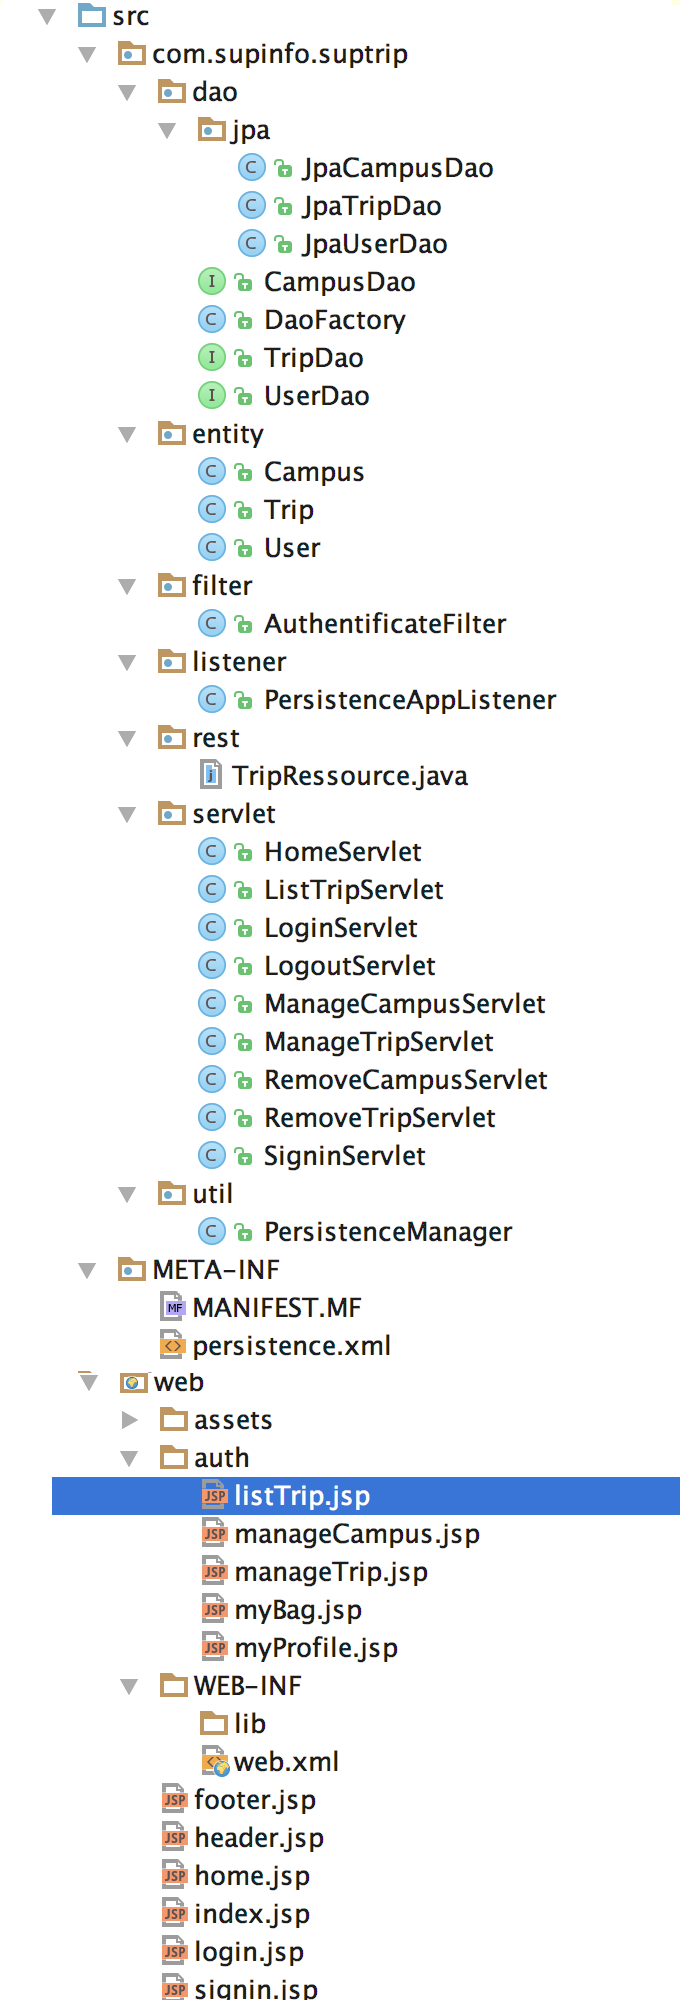 src
com.supinfo.suptrip
dao
jpa
C JpaCampusDao
C JpaTripDao
C JpaUserDao
I CampusDao
C DaoFactory
I TripDao
I UserDao
entity
C Campus
C Trip
C User
filter
C AuthentificateFilter
listener
C PersistenceAppListener
rest
j TripRessource.java
servlet
C HomeServlet
C ListTripServlet
C LoginServlet
C LogoutServlet
C ManageCampusServlet
C ManageTripServlet
C RemoveCampusServlet
C RemoveTripServlet
C SigninServlet
util
C PersistenceManager
META-INF
MF MANIFEST.MF
<> persistence.xml
web
assets
auth
JSP listTrip.jsp
JSP manageCampus.jsp
JSP manageTrip.jsp
JSP myBag.jsp
JSP myProfile.jsp
WEB-INF
lib
<> web.xml
JSP footer.jsp
JSP header.jsp
JSP home.jsp
JSP index.jsp
JSP login.jsp
JSP signin.jsp